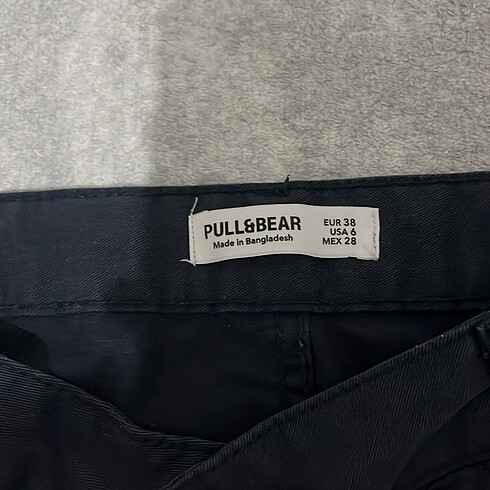 PULL&BEAR
Made in Bangladesh
EUR 38
USA 6
MEX 28